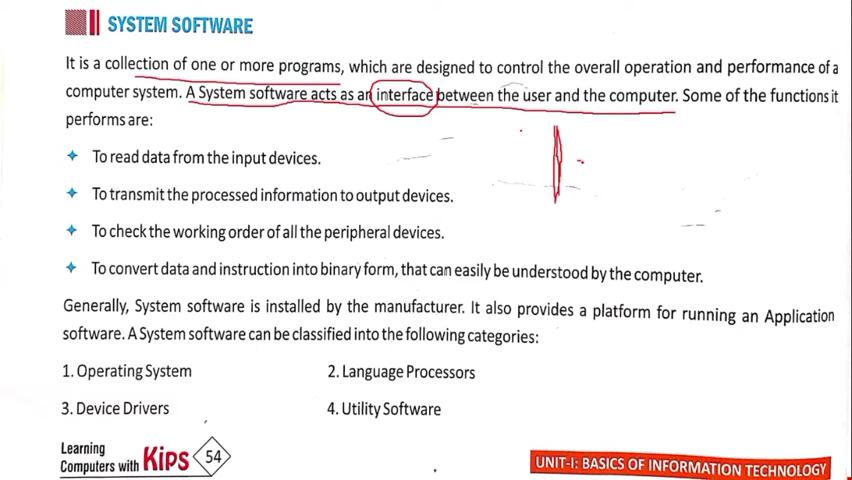 SYSTEM SOFTWARE
It is a collection of one or more programs, which are designed to control the overall operation and performance of a
computer system. A System software acts as an interface between the user and the computer. Some of the functions it
performs are:
To read data from the input devices.
To transmit the processed information to output devices.
To check the working order of all the peripheral devices.
To convert data and instruction into binary form, that can easily be understood by the computer.
Generally, System software is installed by the manufacturer. It also provides a platform for running an Application
software. A System software can be classified into the following categories:
1. Operating System 2. Language Processors
3. Device Drivers 4. Utility Software
Learning
Computers with Kips 54
UNIT-I: BASICS OF INFORMATION TECHNOLOGY